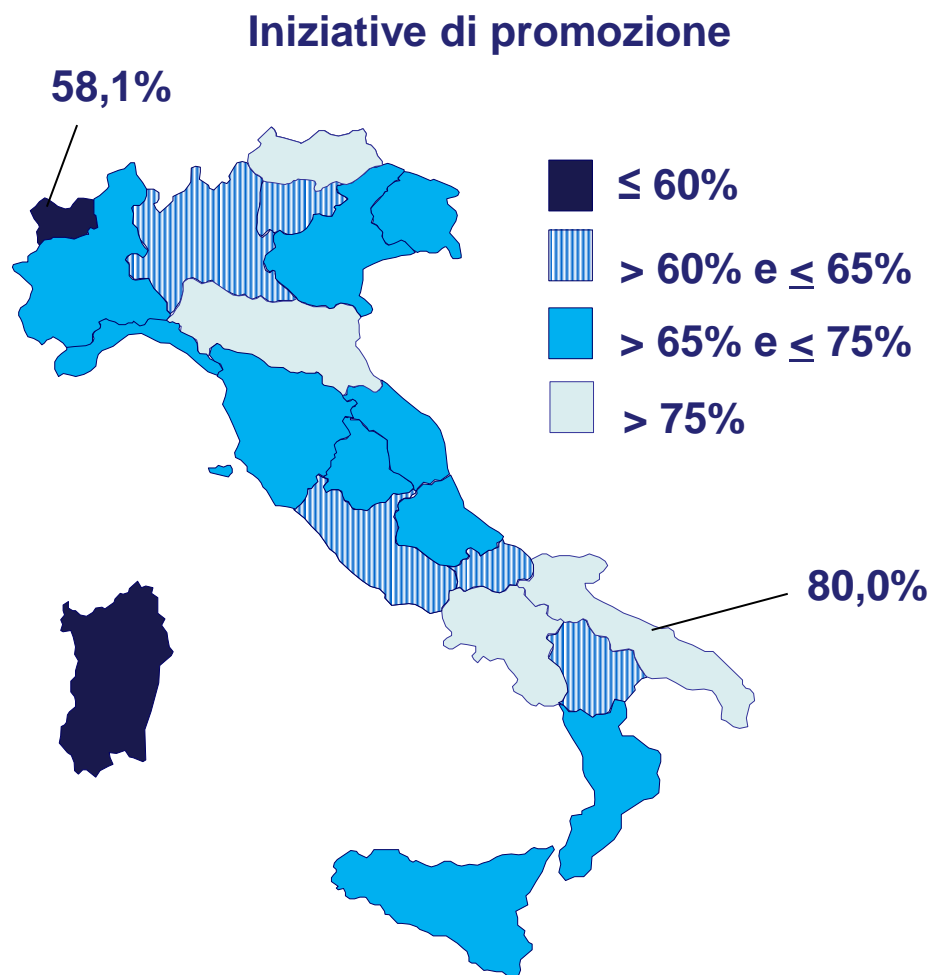 Iniziative di promozione
58,1%
≤ 60%
> 60% e ≤ 65%
> 65% e ≤ 75%
> 75%
80,0%